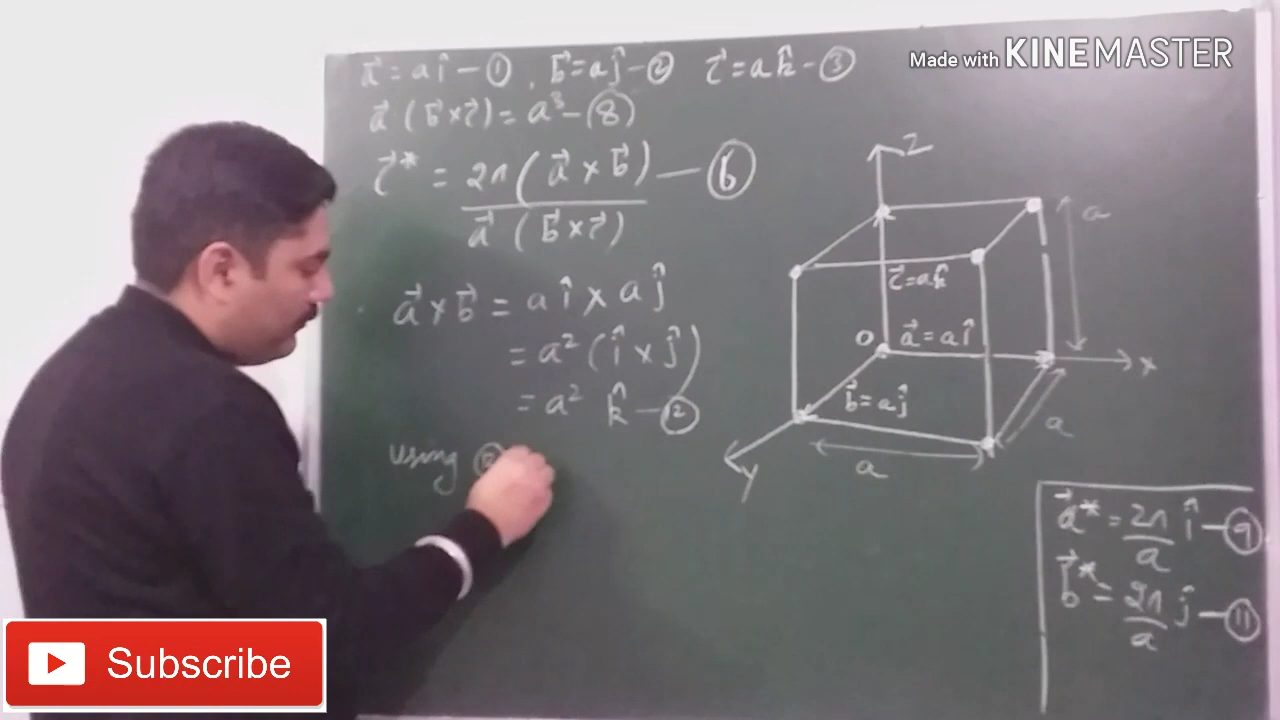 Made with KINEMASTER
a⃗ = a î — ① , b⃗ = a ĵ — ② c⃗ = a k̂ — ③
a⃗ (b⃗ × c⃗) = a³ — ⑧
c⃗* = 2π (a⃗ × b⃗) — ⑥
a⃗ (b⃗ × c⃗)
a⃗ × b⃗ = a î × a ĵ
= a² (î × ĵ)
= a² k̂ — ⑫
using ⑫
Z
a
c⃗ = a k̂
O a⃗ = a î
x
b⃗ = a ĵ
a
a
y
a⃗* = 2π î — ⑨
a
b⃗* = 2π ĵ — ⑪
a
Subscribe